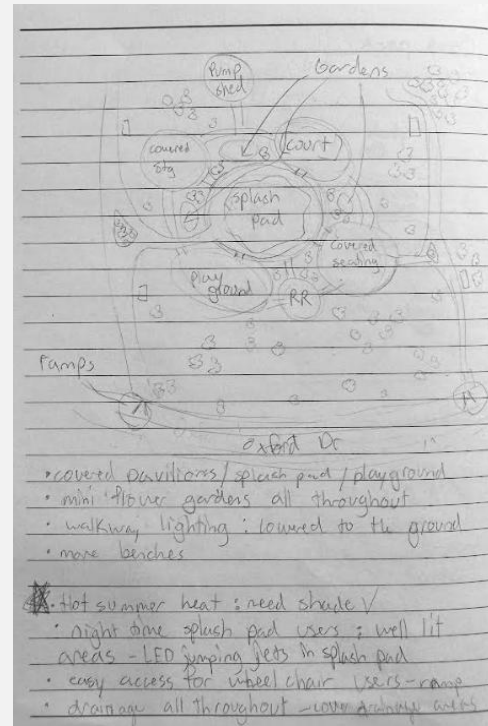 Pump
shed
Gardens
covered
stg
court
splash
pad
covered
seating
play
ground
RR
ramps
Oxford Dr
• covered pavilions / splash pad / playground
• mini flower gardens all throughout
• walkway lighting : lowered to the ground
• more benches
• Hot summer heat : need shade
• night time splash pad users ; well lit
areas - LED jumping jets in splash pad
• easy access for wheel chair users - ramp
• drainage all throughout - cover drainage areas